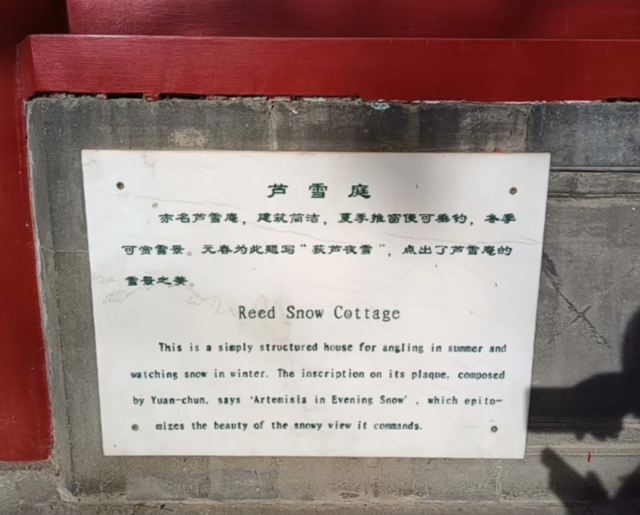 芦雪庭
亦名芦雪庵，建筑简洁，夏季推窗便可垂钓，冬季
可赏雪景。元春为此题写"荻芦夜雪"，点出了芦雪庵的
雪景之美。
Reed Snow Cottage
This is a simply structured house for angling in summer and
watching snow in winter. The inscription on its plaque, composed
by Yuan-chun, says 'Artemisia in Evening Snow', which epito-
mizes the beauty of the snowy view it commands.